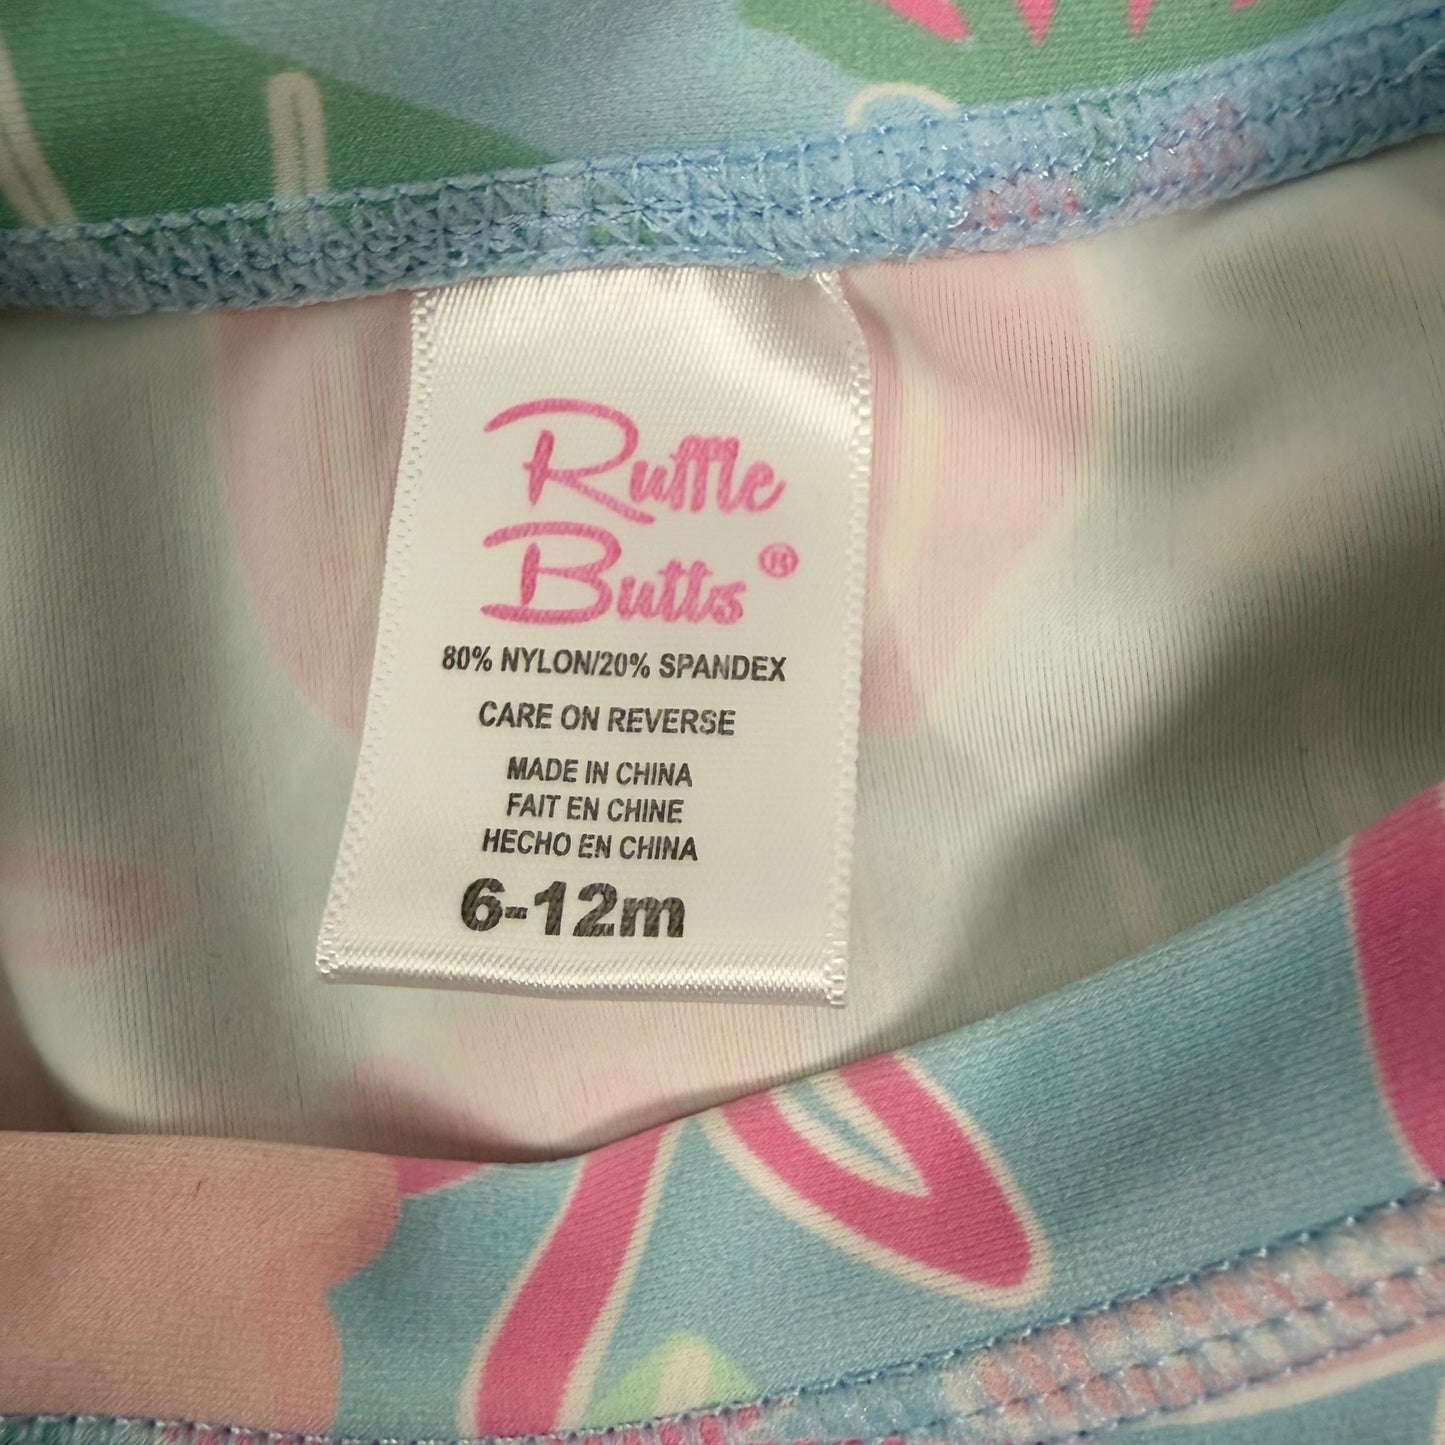 Ruffle
Butts®
80% NYLON/20% SPANDEX
CARE ON REVERSE
MADE IN CHINA
FAIT EN CHINE
HECHO EN CHINA
6-12m